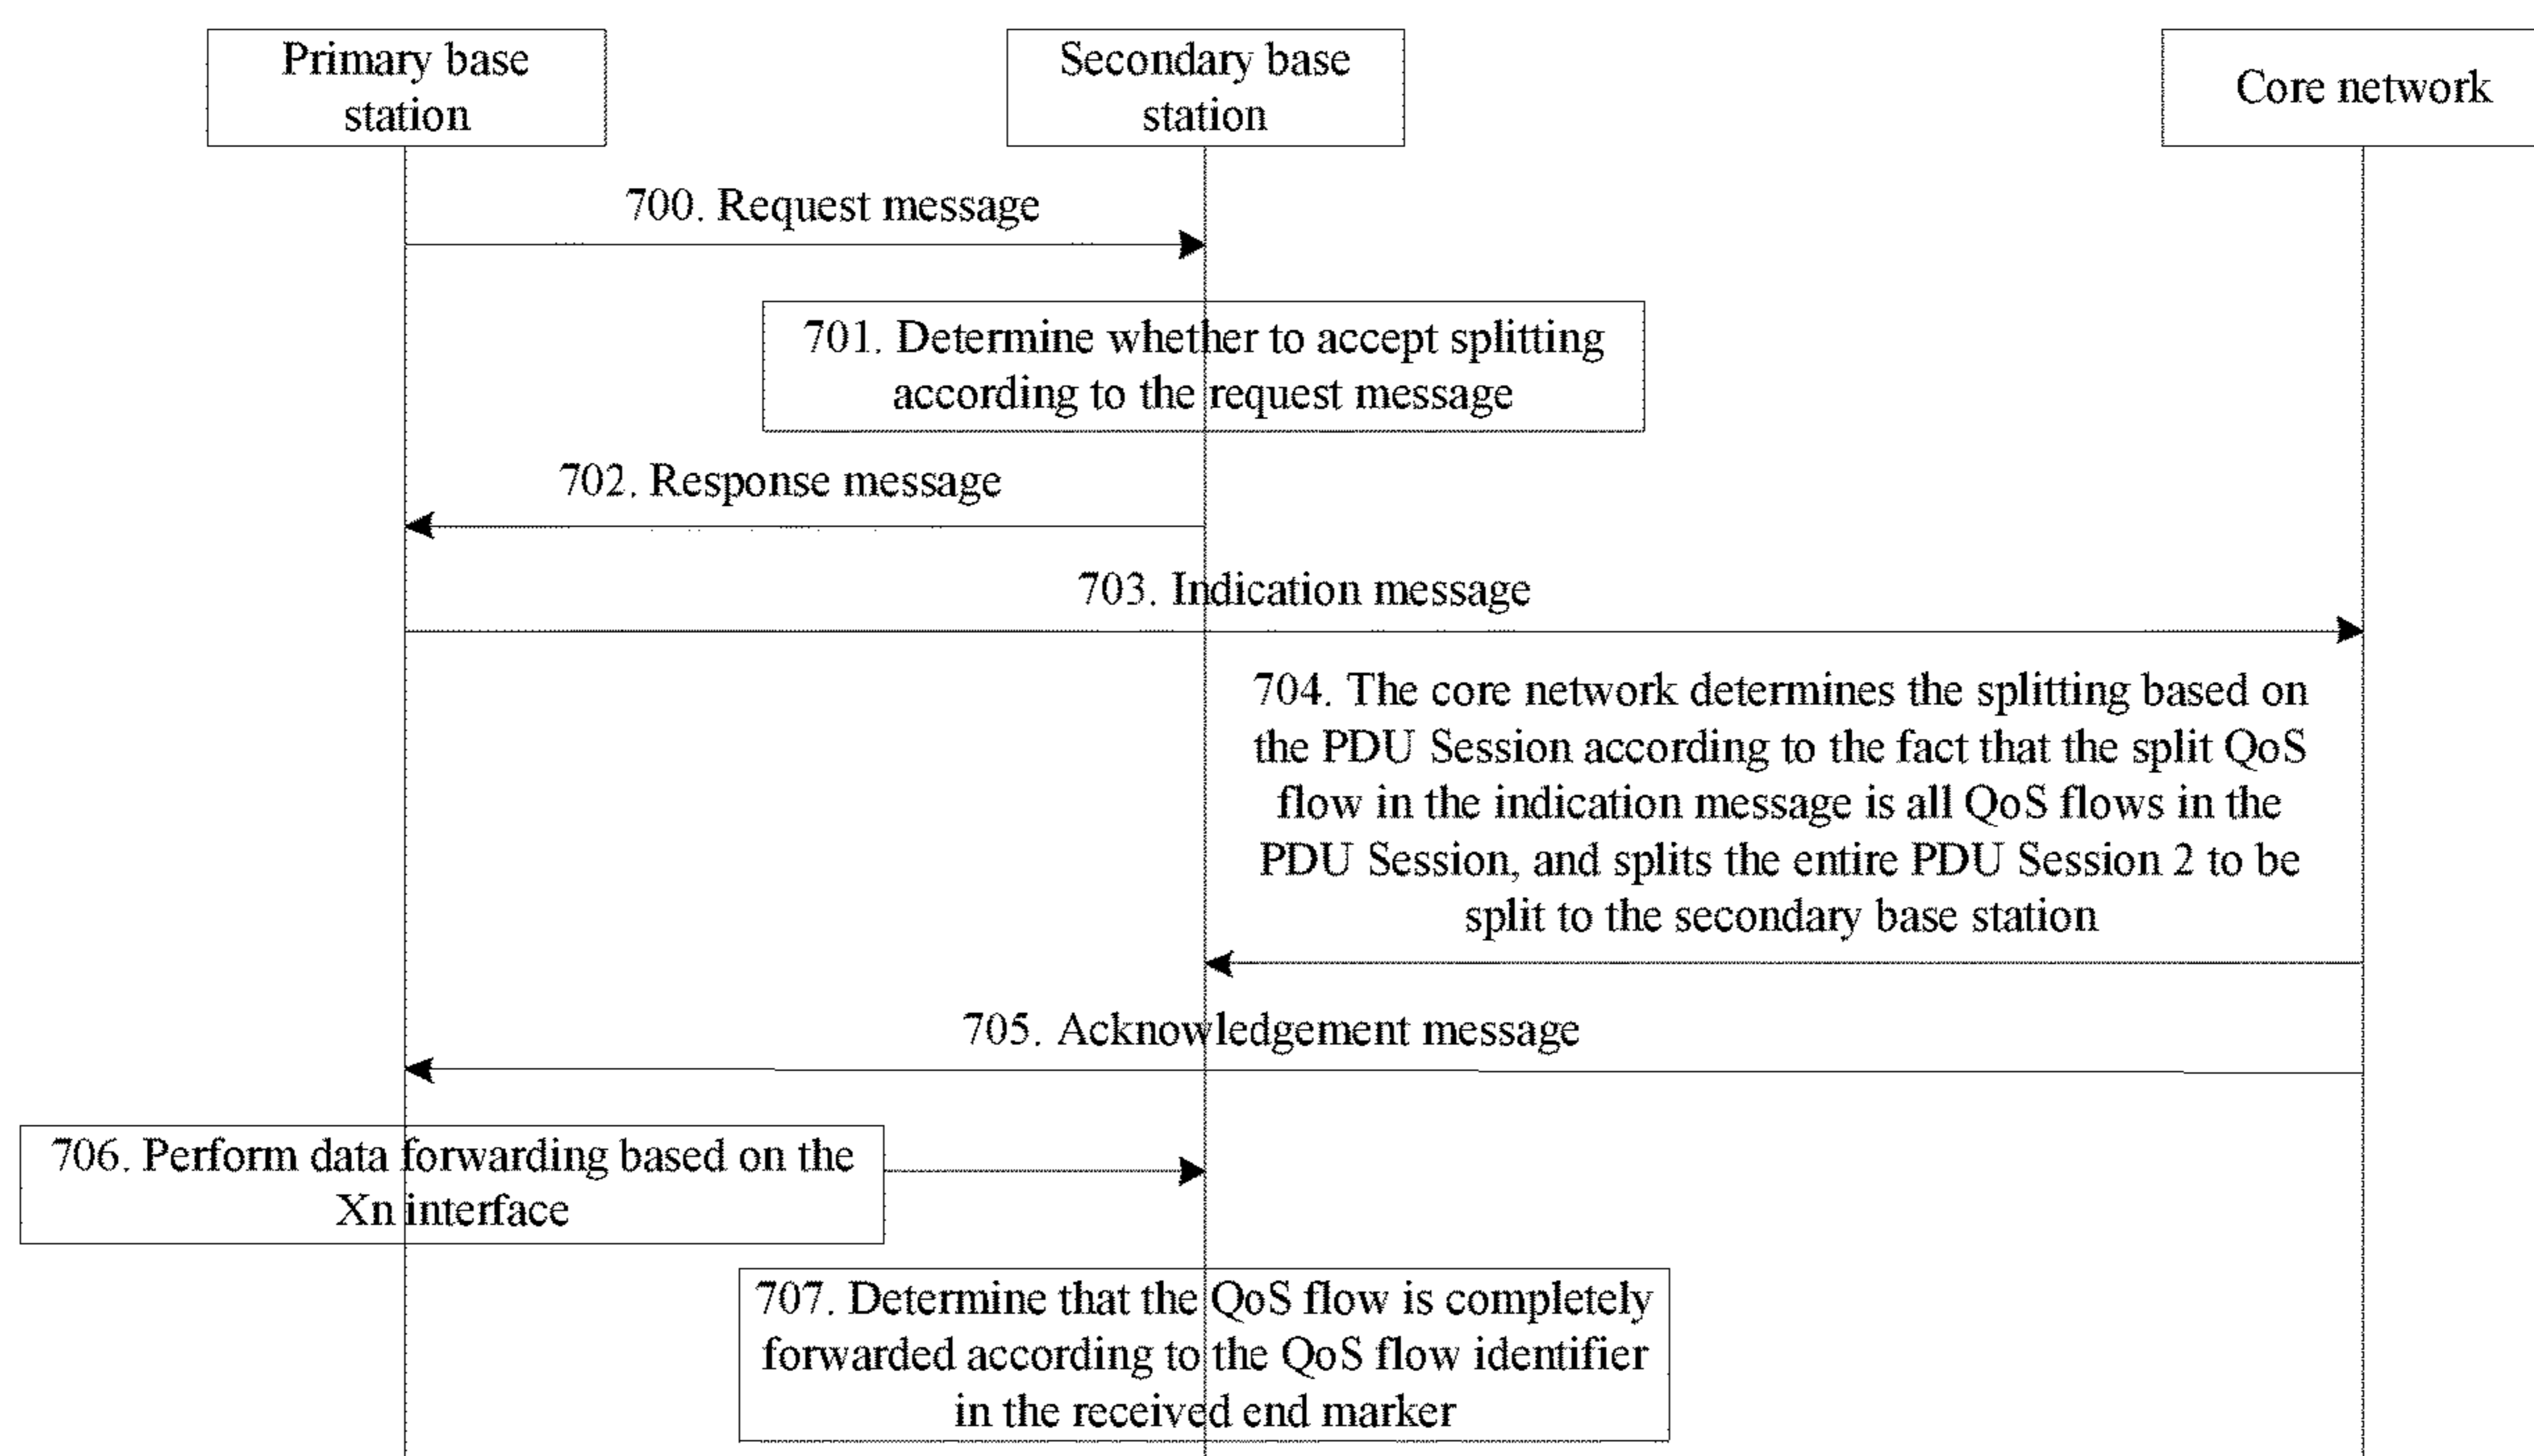 Primary base
station
Secondary base
station
Core network
700. Request message
701. Determine whether to accept splitting
according to the request message
702. Response message
703. Indication message
704. The core network determines the splitting based on
the PDU Session according to the fact that the split QoS
flow in the indication message is all QoS flows in the
PDU Session, and splits the entire PDU Session 2 to be
split to the secondary base station
705. Acknowledgement message
706. Perform data forwarding based on the
Xn interface
707. Determine that the QoS flow is completely
forwarded according to the QoS flow identifier
in the received end marker